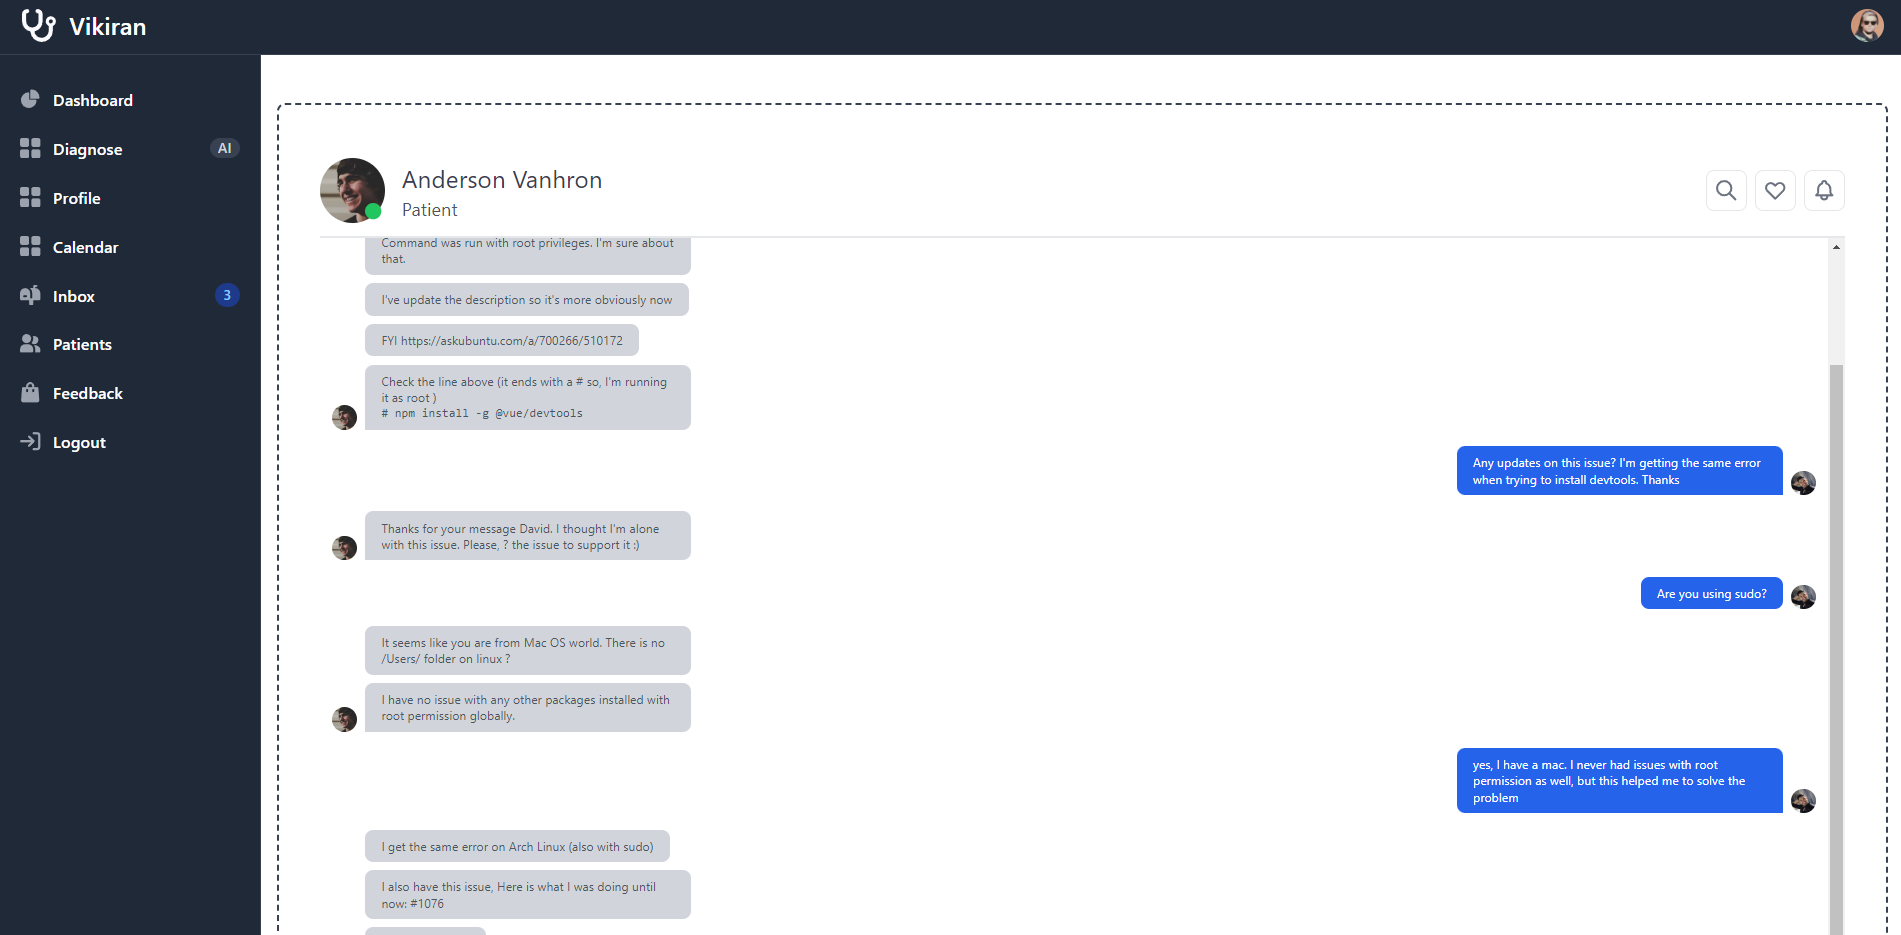 Vikiran
Dashboard
Diagnose AI
Profile
Calendar
Inbox 3
Patients
Feedback
Logout
Anderson Vanhron
Patient
Command was run with root privileges. I'm sure about
that.
I've update the description so it's more obviously now
FYI https://askubuntu.com/a/700266/510172
Check the line above (it ends with a # so, I'm running
it as root )
# npm install -g @vue/devtools
Any updates on this issue? I'm getting the same error
when trying to install devtools. Thanks
Thanks for your message David. I thought I'm alone
with this issue. Please, ? the issue to support it :)
Are you using sudo?
It seems like you are from Mac OS world. There is no
/Users/ folder on linux ?
I have no issue with any other packages installed with
root permission globally.
yes, I have a mac. I never had issues with root
permission as well, but this helped me to solve the
problem
I get the same error on Arch Linux (also with sudo)
I also have this issue, Here is what I was doing until
now: #1076